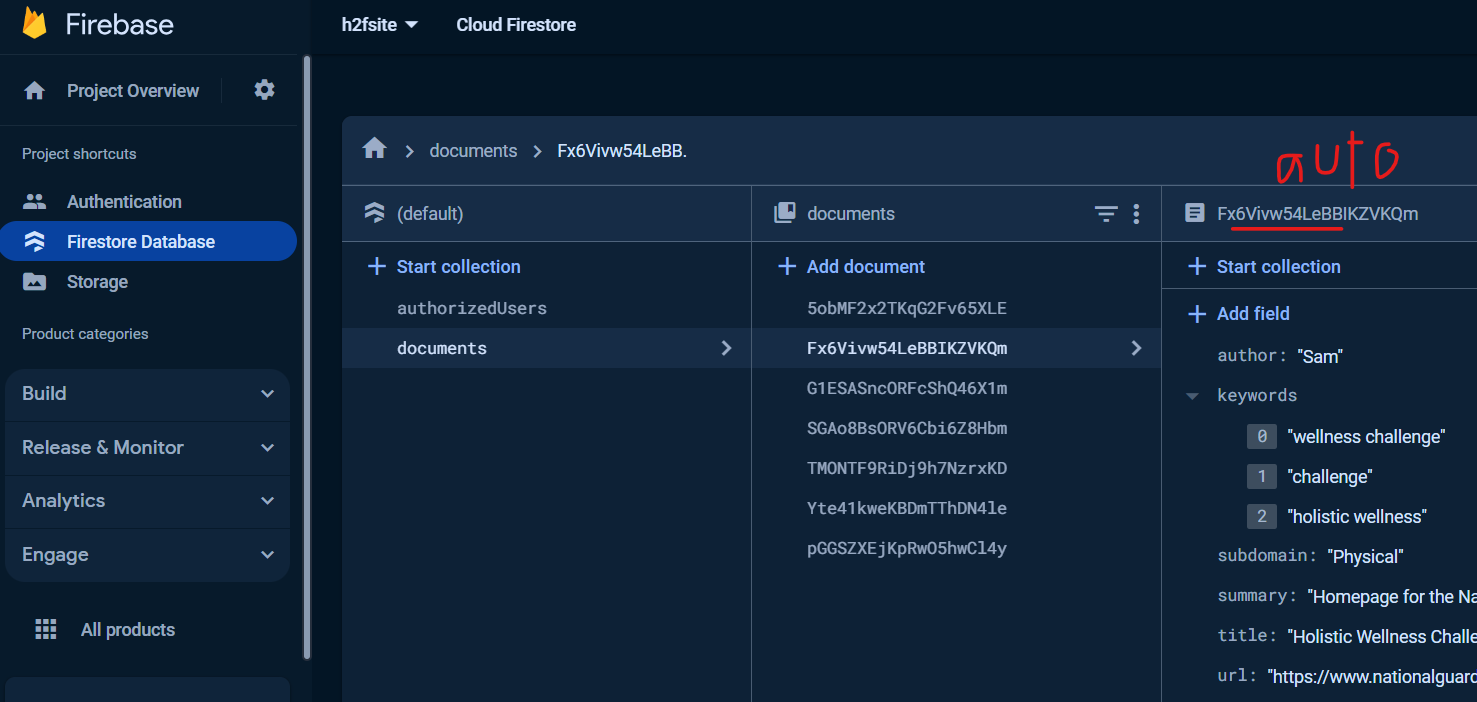 Firebase
h2fsite
Cloud Firestore
Project Overview
Project shortcuts
Authentication
Firestore Database
Storage
Product categories
Build
Release & Monitor
Analytics
Engage
All products
documents
Fx6Vivw54LeBB.
auto
(default)
Start collection
authorizedUsers
documents
documents
Add document
5obMF2x2TKqG2Fv65XLE
Fx6Vivw54LeBBIKZVKQm
G1ESASncORFcShQ46X1m
SGAo8BsORV6Cbi6Z8Hbm
TMONTF9RiDj9h7NzrxKD
Yte41kweKBDmTThDN4le
pGGSZXEjKpRwO5hwCl4y
Fx6Vivw54LeBBIKZVKQm
Start collection
Add field
author: "Sam"
keywords
0 "wellness challenge"
1 "challenge"
2 "holistic wellness"
subdomain: "Physical"
summary: "Homepage for the Na
title: "Holistic Wellness Challe
url: "https://www.nationalguard